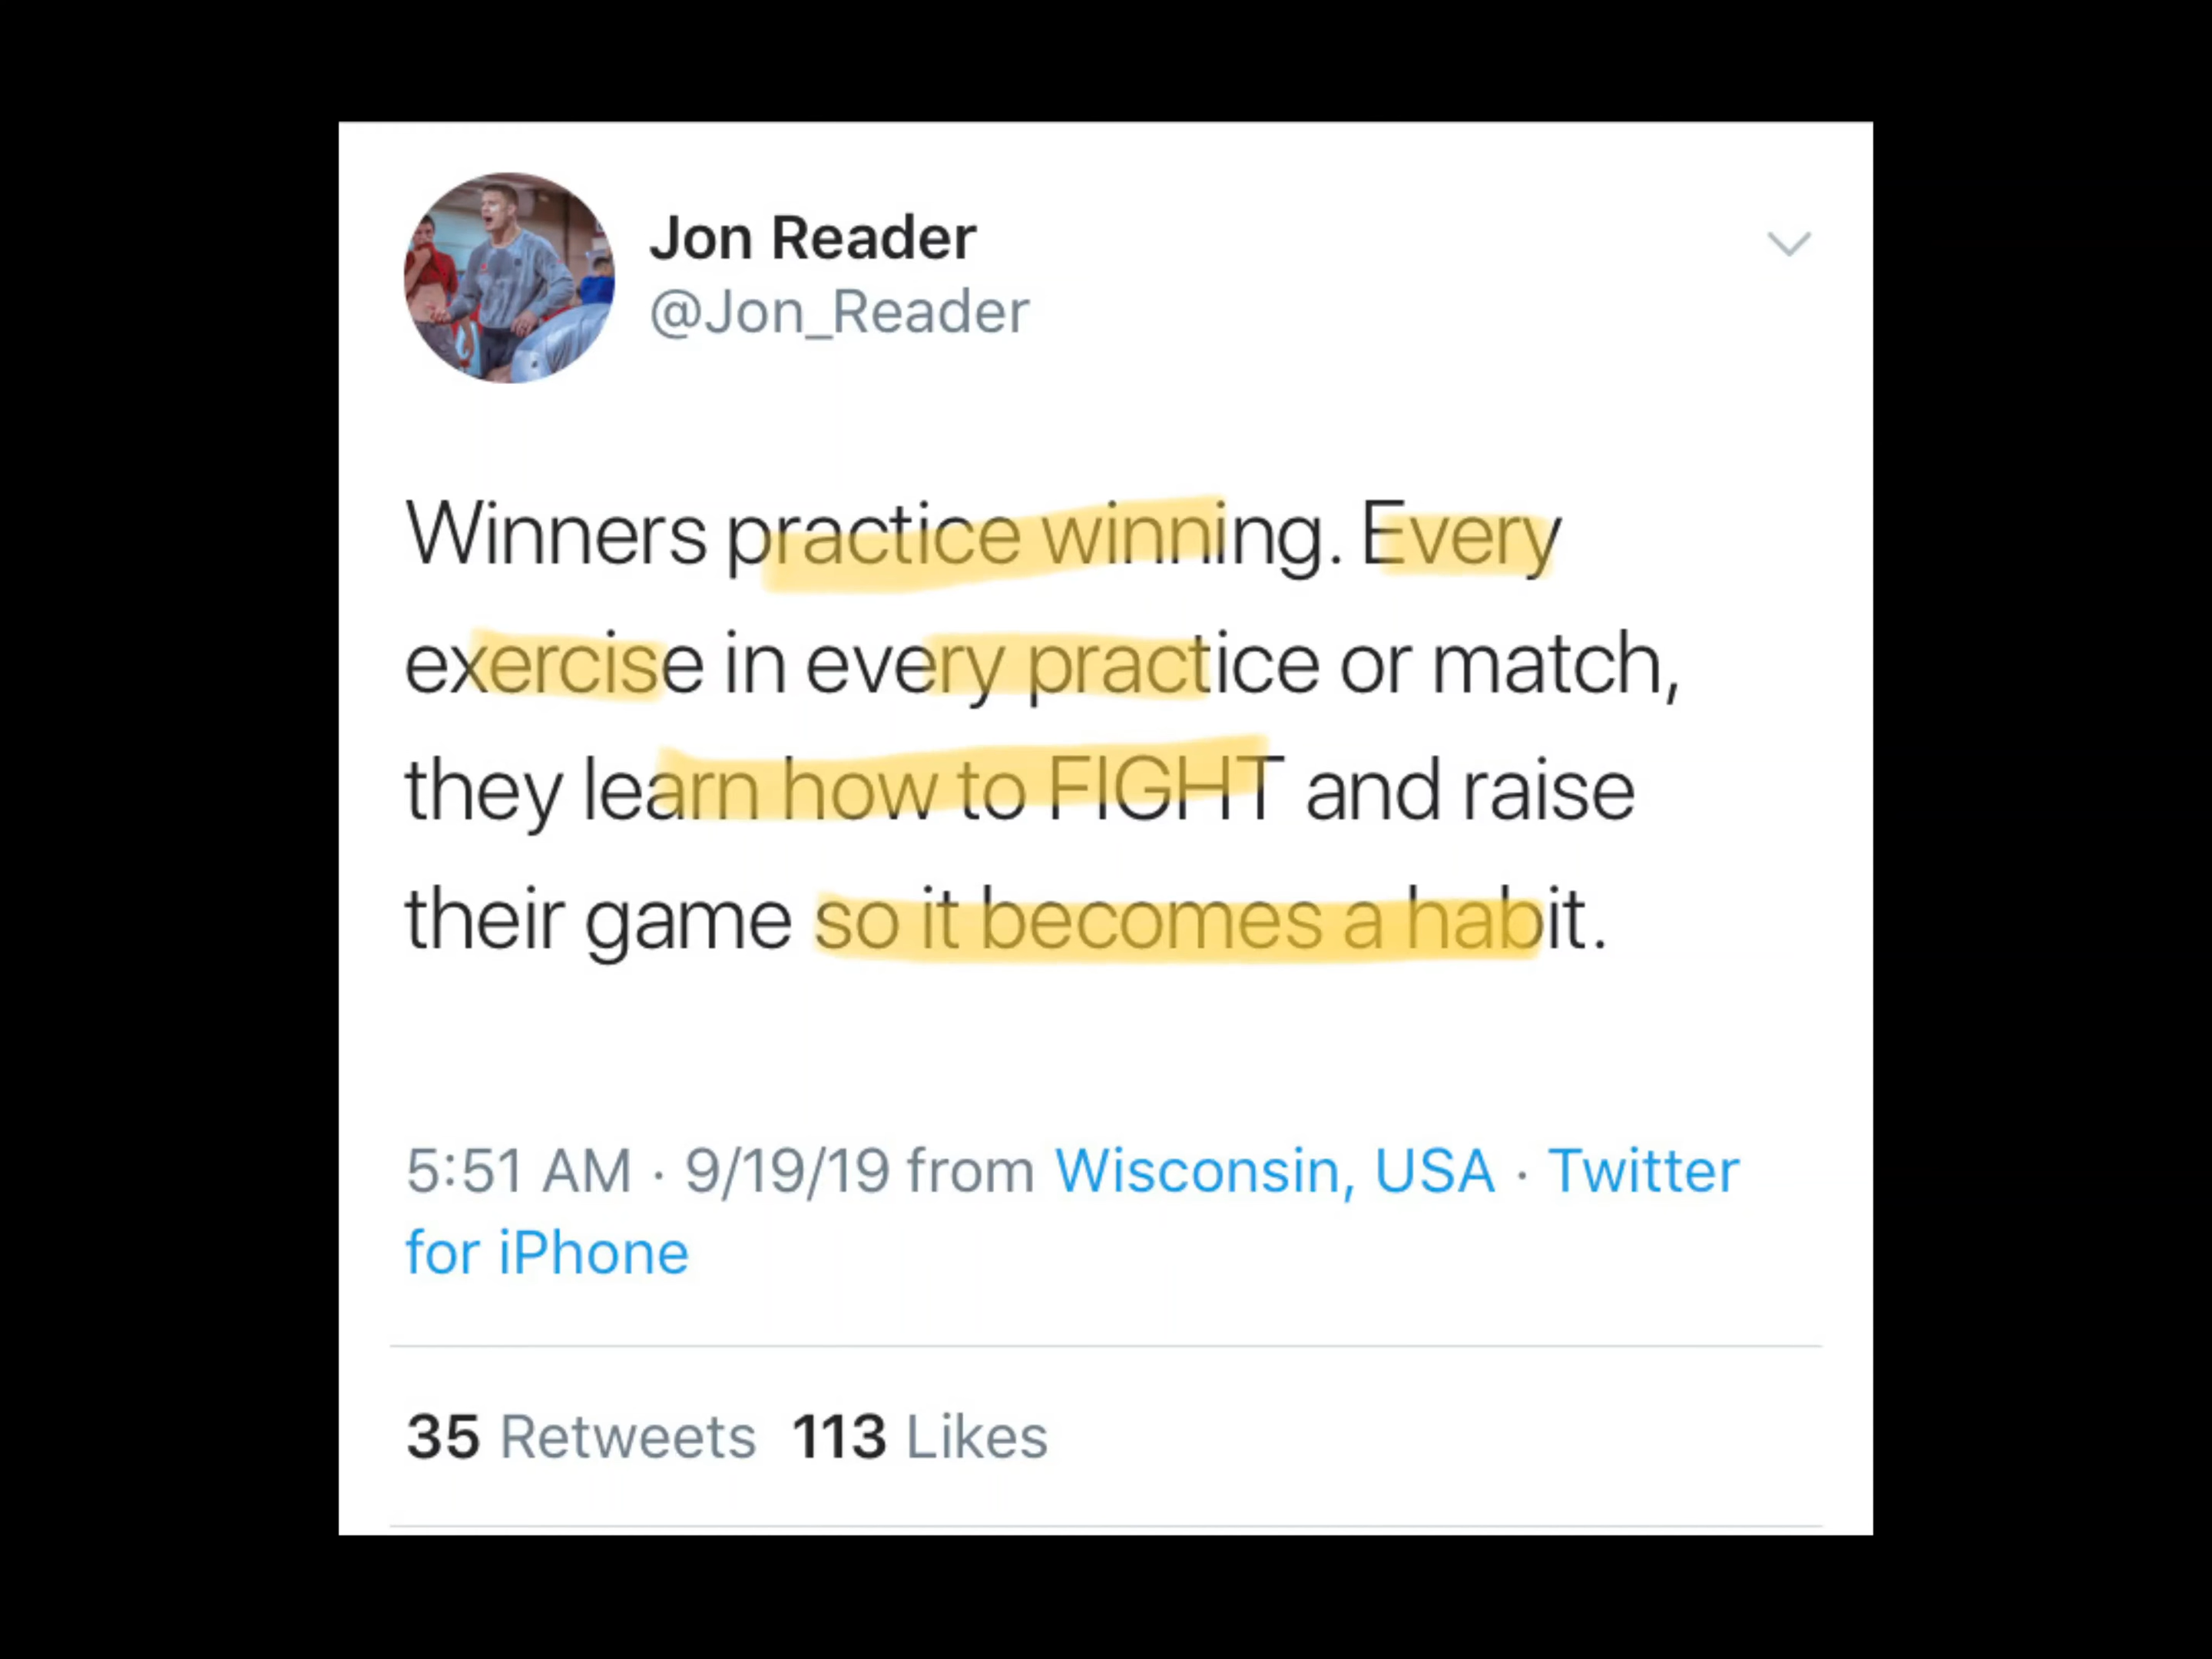 Jon Reader
@Jon_Reader
Winners practice winning. Every
exercise in every practice or match,
they learn how to FIGHT and raise
their game so it becomes a habit.
5:51 AM · 9/19/19 from Wisconsin, USA · Twitter
for iPhone
35 Retweets 113 Likes